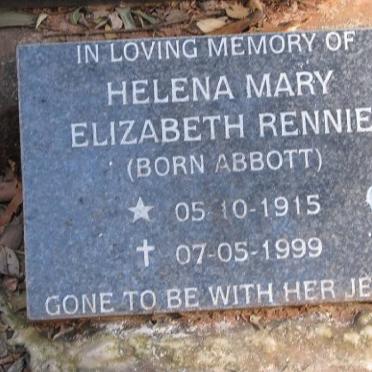 IN LOVING MEMORY OF
HELENA MARY
ELIZABETH RENNIE
(BORN ABBOTT)
05-10-1915
07-05-1999
GONE TO BE WITH HER